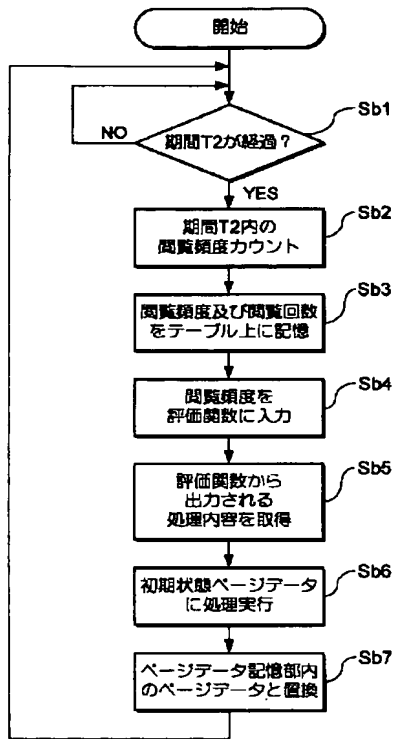 開始
Sb1
期間T2が経過？
NO
YES
Sb2
期間T2内の
閲覧頻度カウント
Sb3
閲覧頻度及び閲覧回数
をテーブル上に記憶
Sb4
閲覧頻度を
評価関数に入力
Sb5
評価関数から
出力される
処理内容を取得
Sb6
初期状態ページデータ
に処理実行
Sb7
ページデータ記憶部内
のページデータと置換